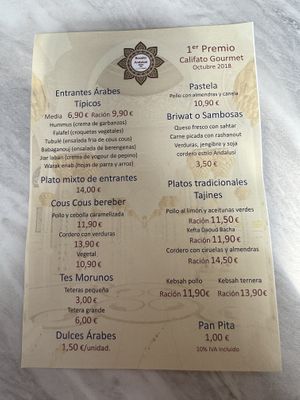 1er Premio
Califato Gourmet
Octubre 2018
Entrantes Árabes
Típicos
Media 6,90 € Ración 9,90 €
Hummus (crema de garbanzos)
Falafel (croquetas vegetales)
Tubulé (ensalada fria de cous cous)
Babaganouj (ensalada de berengenas)
Joe laban (crema de yogour de pepino)
Watak enab (hojas de parra y arroz)
Plato mixto de entrantes
14,00 €
Cous Cous bereber
Pollo y cebolla caramelizada
11,90 €
Cordero con verduras
13,90 €
Vegetal
10,90 €
Tes Morunos
Teteras pequeña
3,00 €
Tetera grande
6,00 €
Dulces Árabes
1,50 €/unidad.
Pastela
Pollo con almendras y canela
10,90 €
Briwat o Sambosas
Queso fresco con sahtar
Carne picada con rashanout
Verduras, jengibre y soja
cordero estilo Andalusi
3,50 €
Platos tradicionales
Tajines
Pollo al limón y aceitunas verdes
Ración 11,50 €
Kefta Daoud Bacha
Ración 11,90 €
Cordero con ciruelas y almendras
Ración 14,50 €
Kebsah pollo Kebsah ternera
Ración 11,90 € Ración 13,90 €
Pan Pita
1,00 €
10% IVA Incluido